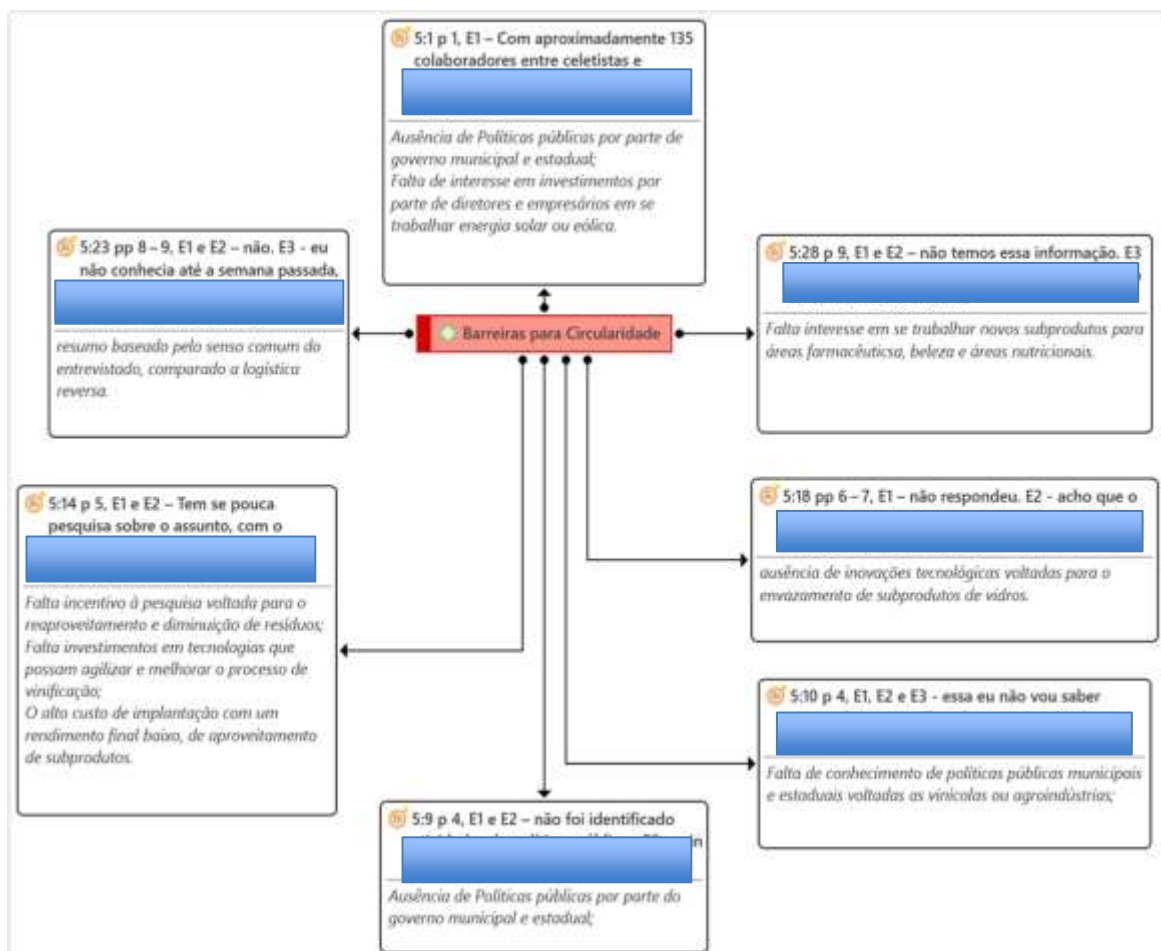 5:1 p 1, E1 – Com aproximadamente 135
colaboradores entre celetistas e
Ausência de Políticas públicas por parte de
governo municipal e estadual;
Falta de interesse em investimentos por
parte de diretores e empresários em se
trabalhar energia solar ou eólica.
5:23 pp 8 – 9, E1 e E2 – não. E3 - eu
não conhecia até a semana passada,
resumo baseado pelo senso comum do
entrevistado, comparado a logística
reversa.
Barreiras para Circularidade
5:28 p 9, E1 e E2 – não temos essa informação. E3
Falta interesse em se trabalhar novos subprodutos para
áreas farmacêuticsa, beleza e áreas nutricionais.
5:14 p 5, E1 e E2 – Tem se pouca
pesquisa sobre o assunto, com o
Falta incentivo à pesquisa voltada para o
reaproveitamento e diminuição de resíduos;
Falta investimentos em tecnologias que
possam agilizar e melhorar o processo de
vinificação;
O alto custo de implantação com um
rendimento final baixo, de aproveitamento
de subprodutos.
5:18 pp 6 – 7, E1 – não respondeu. E2 - acho que o
ausência de inovações tecnológicas voltadas para o
envazamento de subprodutos de vidros.
5:10 p 4, E1, E2 e E3 - essa eu não vou saber
Falta de conhecimento de políticas públicas municipais
e estaduais voltadas as vinícolas ou agroindústrias;
5:9 p 4, E1 e E2 – não foi identificado
Ausência de Políticas públicas por parte do
governo municipal e estadual;